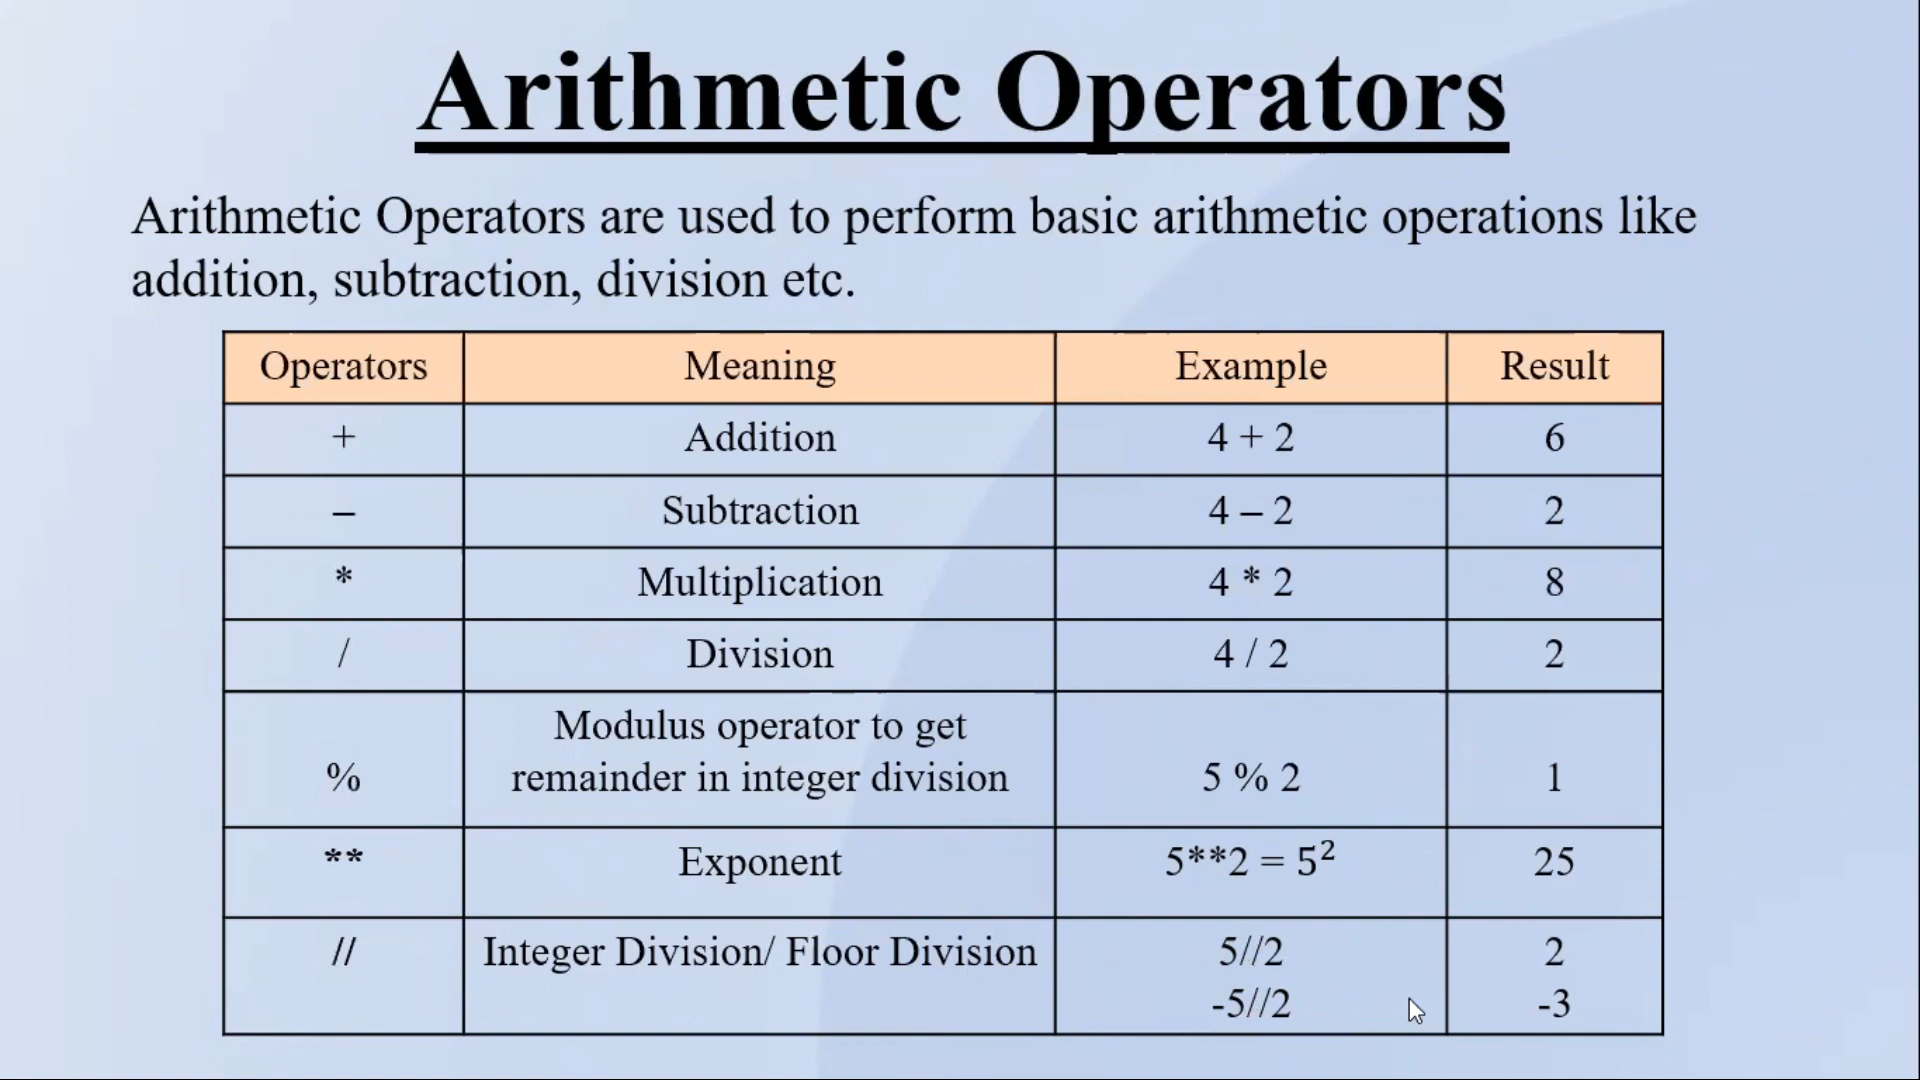 Arithmetic Operators
Arithmetic Operators are used to perform basic arithmetic operations like
addition, subtraction, division etc.
Operators Meaning Example Result
+ Addition 4 + 2 6
– Subtraction 4 – 2 2
* Multiplication 4 * 2 8
/ Division 4 / 2 2
Modulus operator to get
% remainder in integer division 5 % 2 1
** Exponent 5**2 = 5² 25
// Integer Division/ Floor Division 5//2 2
-5//2 -3